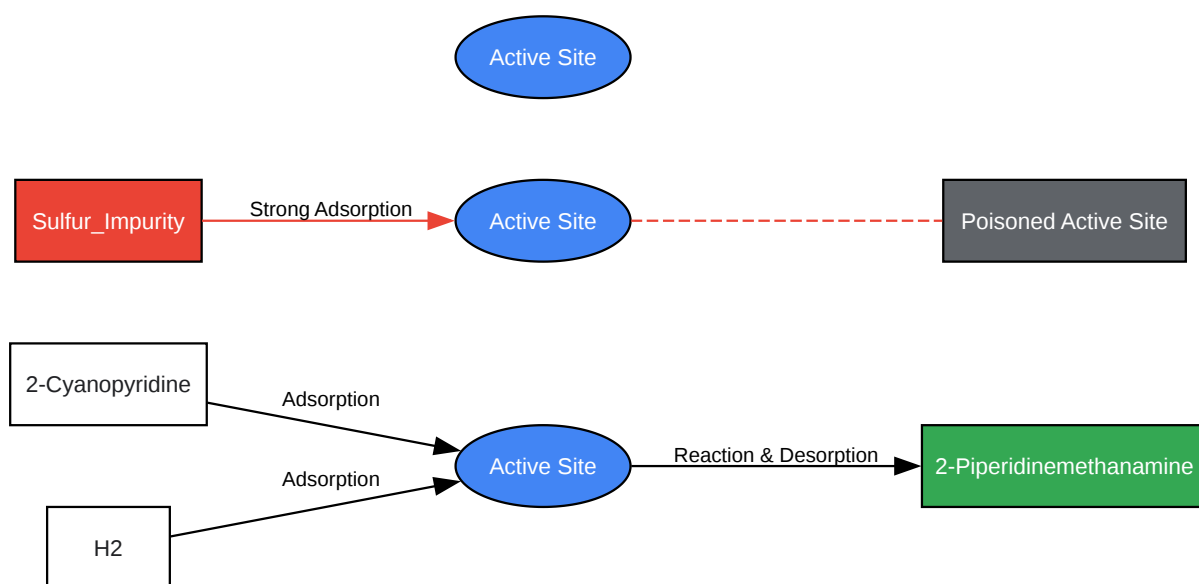 Active Site
Sulfur_Impurity
Strong Adsorption
Active Site
Poisoned Active Site
2-Cyanopyridine
Adsorption
Adsorption
Active Site
Reaction & Desorption
2-Piperidinemethanamine
H2